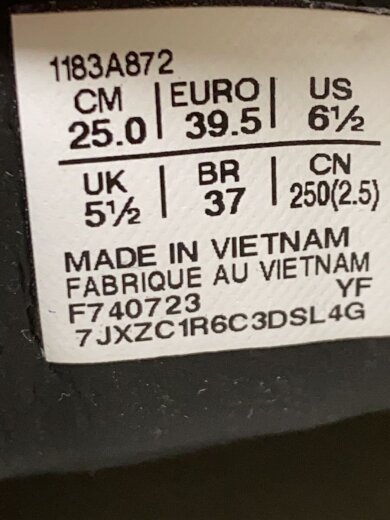 1183A872
CM | EURO | US
25.0 | 39.5 | 6½
UK | BR | CN
5½ | 37 | 250(2.5)
MADE IN VIETNAM
FABRIQUE AU VIETNAM
F740723 YF
7JXZC1R6C3DSL4G